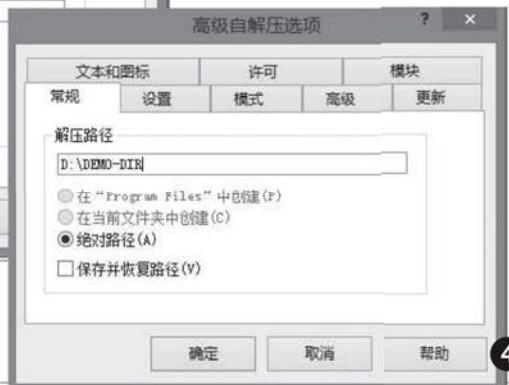 高级自解压选项
? ×
文本和图标 许可 模块
常规 设置 模式 高级 更新
解压路径
D:\DEMO-DIR
在“Program Files”中创建(P)
在当前文件夹中创建(C)
绝对路径(A)
保存并恢复路径(V)
确定 取消 帮助
4